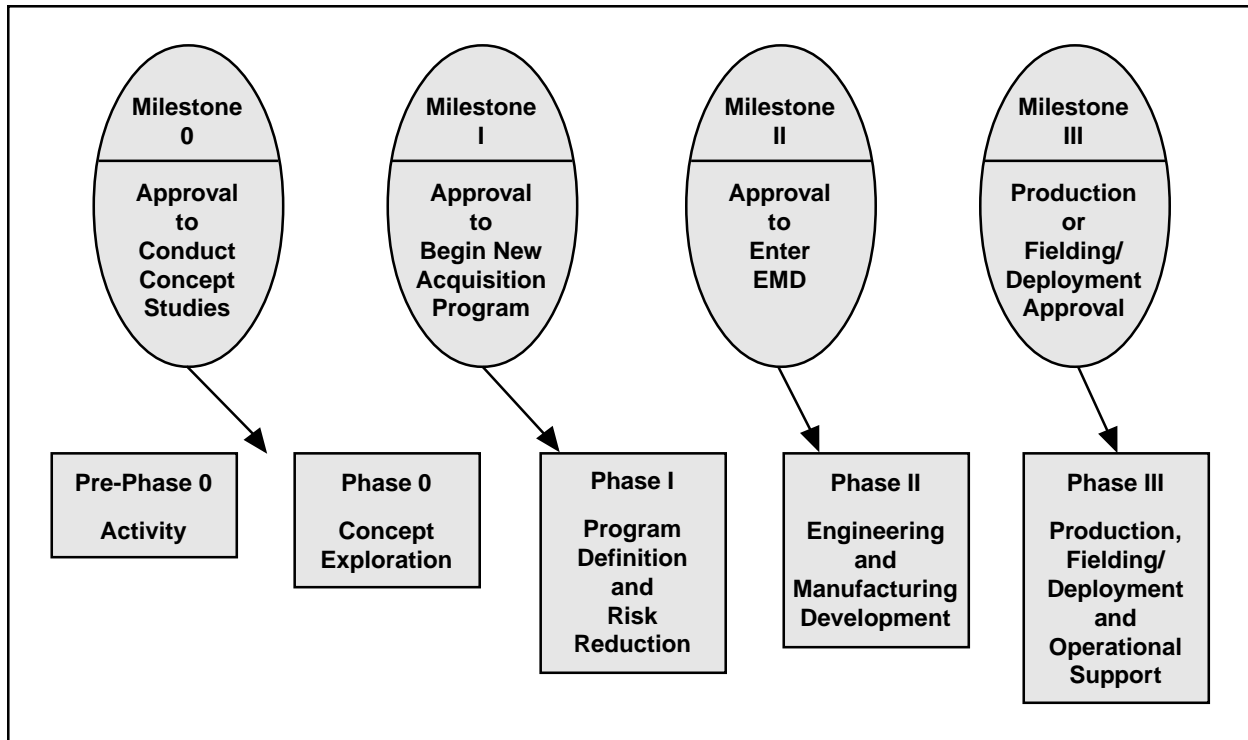 Milestone
0
Approval
to
Conduct
Concept
Studies
Milestone
I
Approval
to
Begin New
Acquisition
Program
Milestone
II
Approval
to
Enter
EMD
Milestone
III
Production
or
Fielding/
Deployment
Approval
Pre-Phase 0
Activity
Phase 0
Concept
Exploration
Phase I
Program
Definition
and
Risk
Reduction
Phase II
Engineering
and
Manufacturing
Development
Phase III
Production,
Fielding/
Deployment
and
Operational
Support